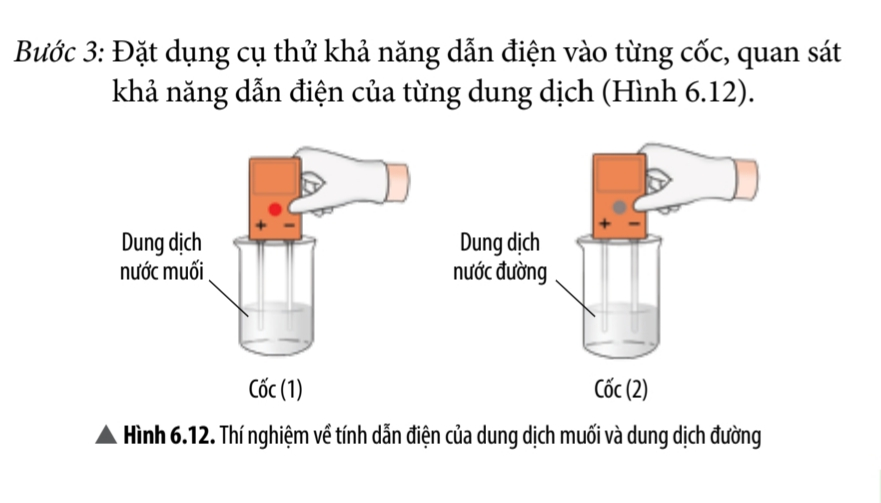 Bước 3: Đặt dụng cụ thử khả năng dẫn điện vào từng cốc, quan sát
khả năng dẫn điện của từng dung dịch (Hình 6.12).
+ −
Dung dịch
nước muối
Cốc (1)
+ −
Dung dịch
nước đường
Cốc (2)
▲ Hình 6.12. Thí nghiệm về tính dẫn điện của dung dịch muối và dung dịch đường